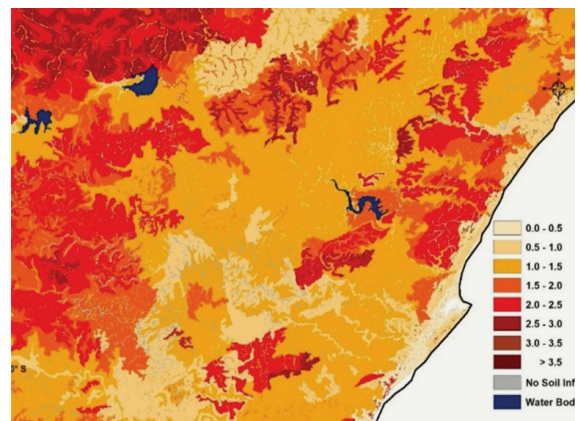 0.0 - 0.5
0.5 - 1.0
1.0 - 1.5
1.5 - 2.0
2.0 - 2.5
2.5 - 3.0
3.0 - 3.5
> 3.5
0° S
No Soil Inf
Water Bod